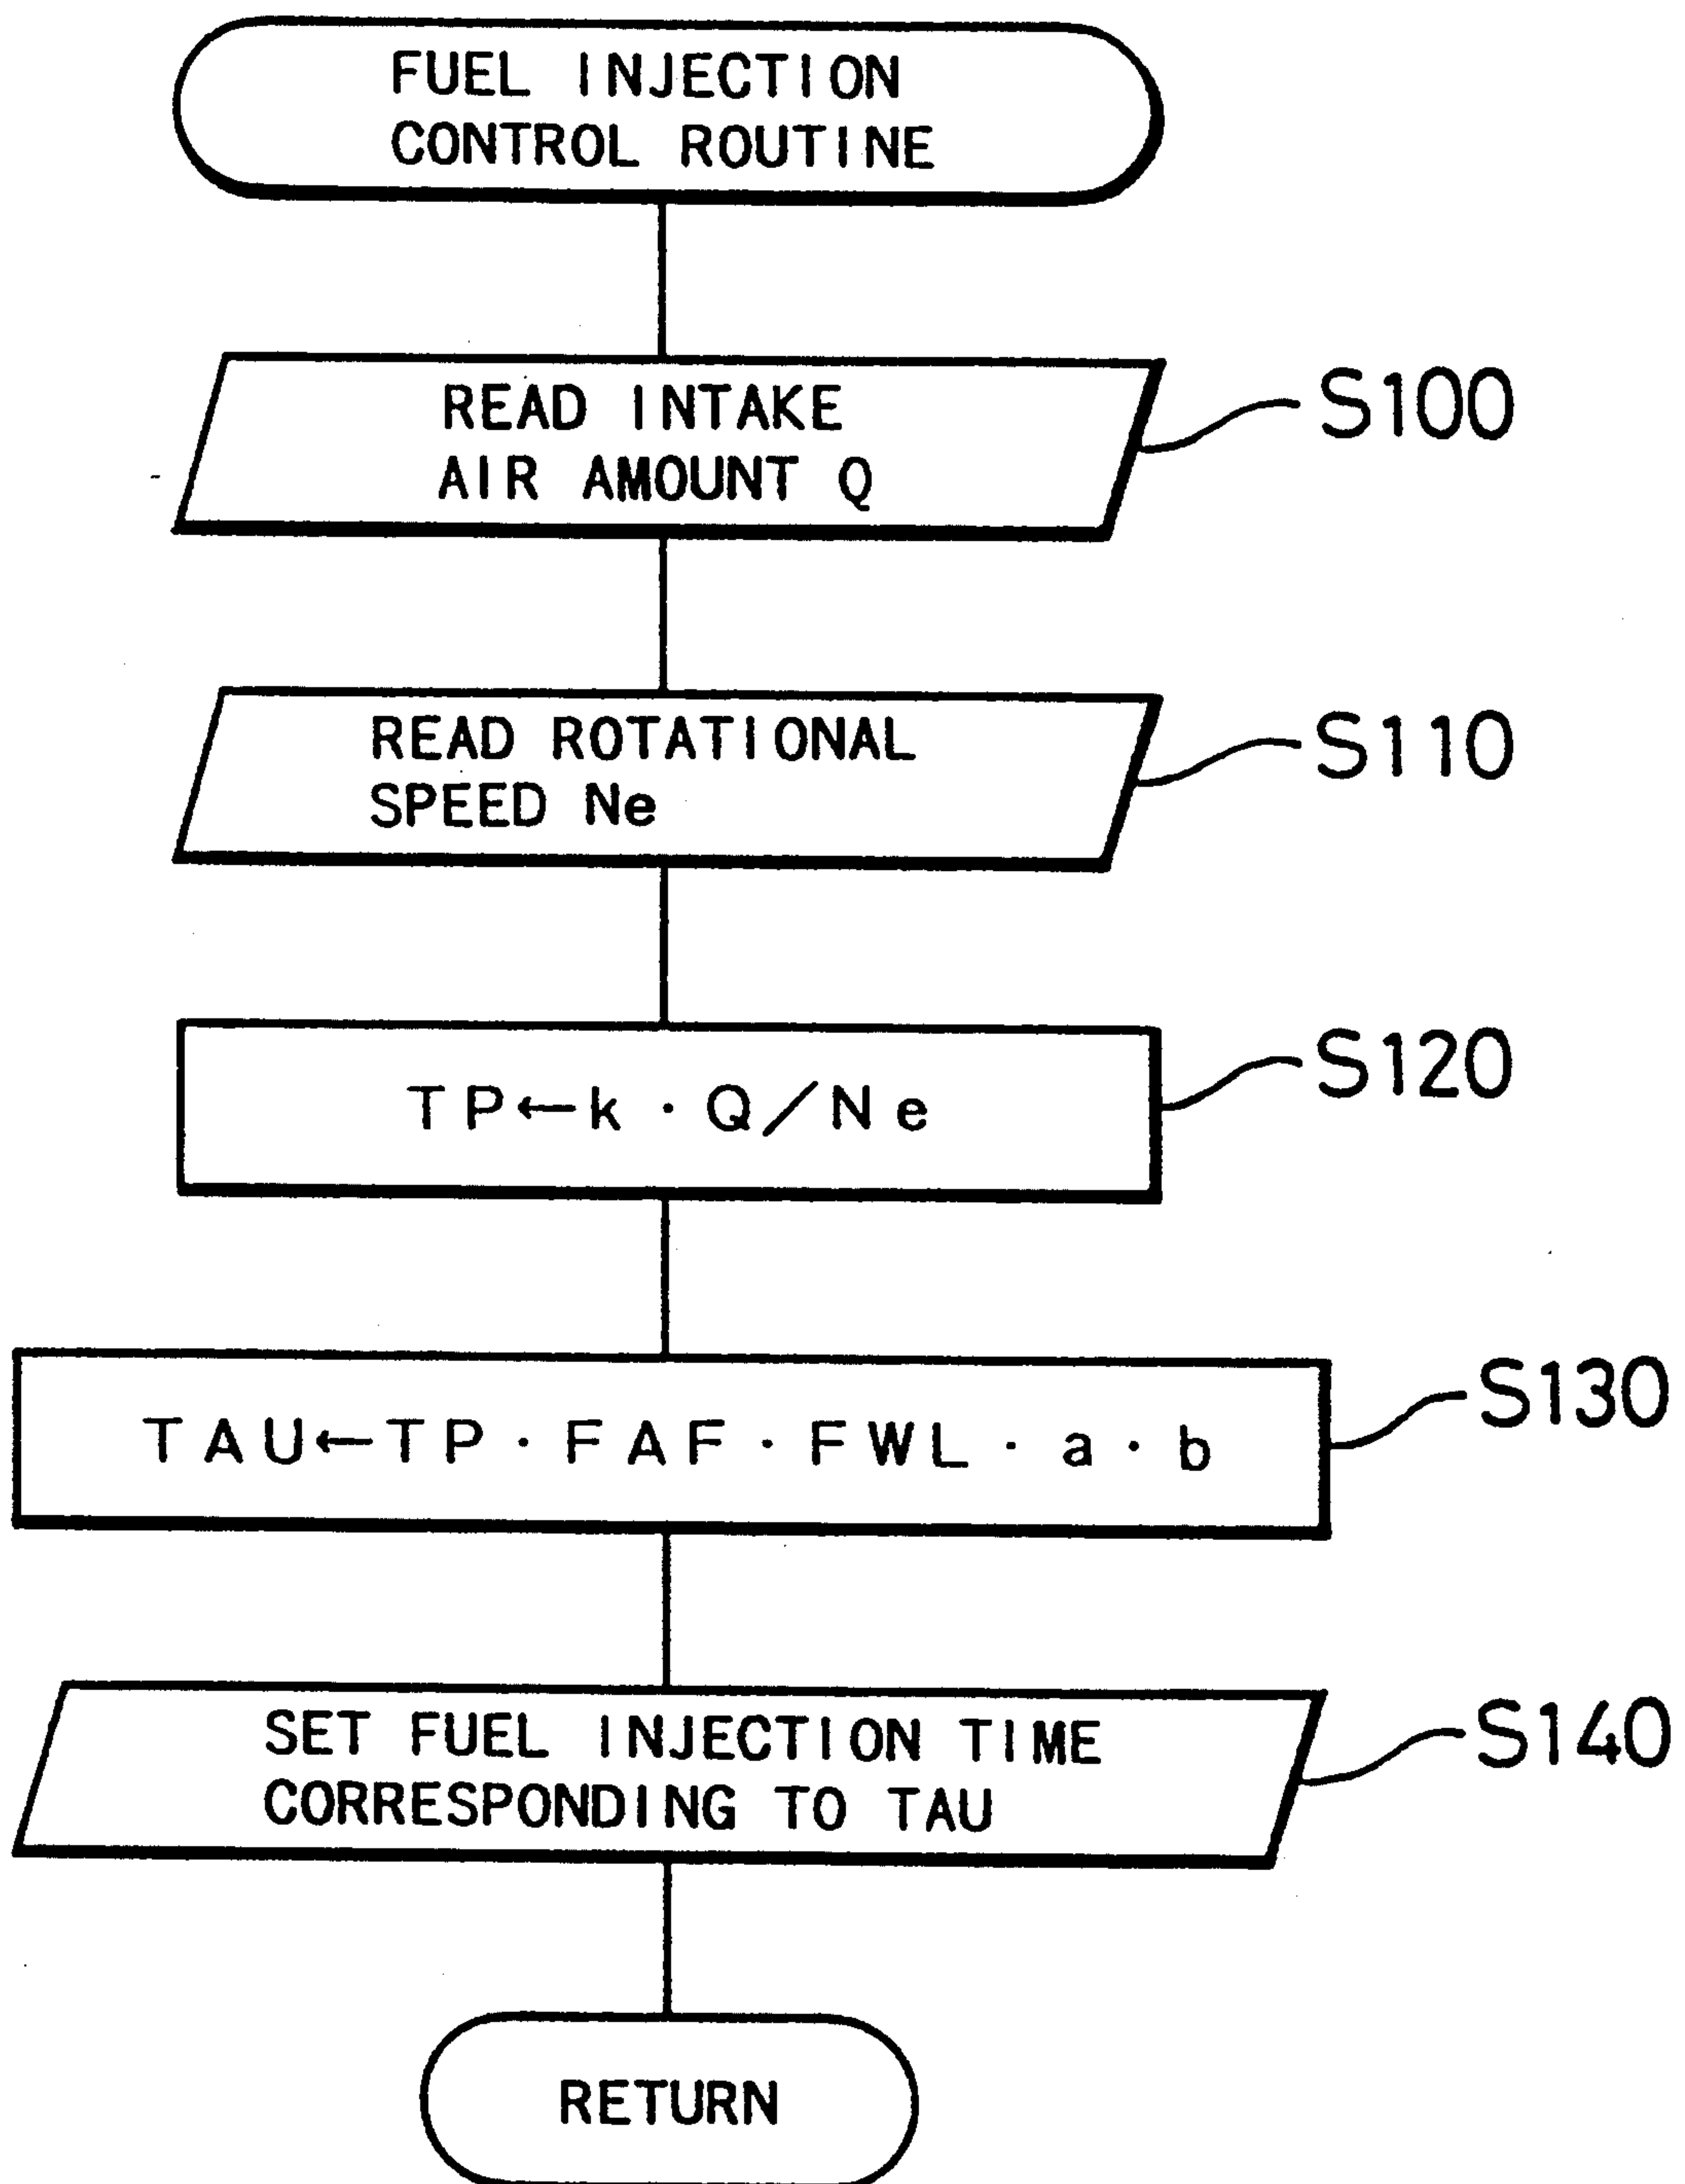 FUEL INJECTION
CONTROL ROUTINE
READ INTAKE
AIR AMOUNT Q
S100
READ ROTATIONAL
SPEED Ne
S110
TP←k・Q/Ne
S120
TAU←TP・FAF・FWL・a・b
S130
SET FUEL INJECTION TIME
CORRESPONDING TO TAU
S140
RETURN